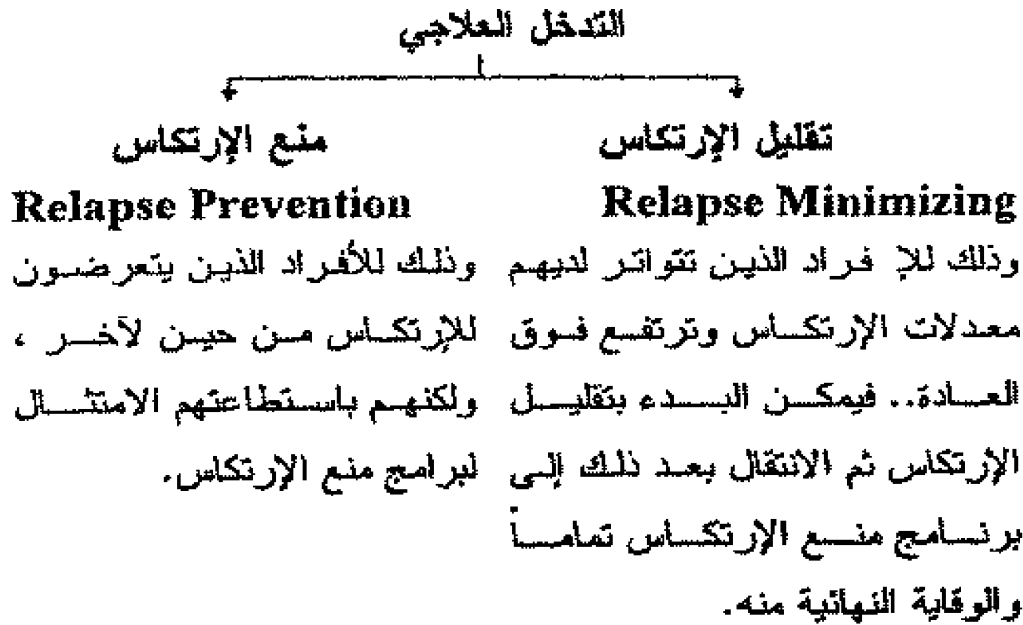 التدخل العلاجي
تقليل الإرتكاس
Relapse Minimizing
وذلك للإ فراد الذين تتواتر لديهم
معدلات الإرتكاس وترتفع فوق
العادة.. فيمكن البدء بتقليل
الإرتكاس ثم الانتقال بعد ذلك إلى
برنامج منع الإرتكاس تماماً
والوقاية النهائية منه.
منع الإرتكاس
Relapse Prevention
وذلك للأفراد الذين يتعرضون
للإرتكاس من حين لآخر ،
ولكنهم باستطاعتهم الامتثال
لبرامج منع الإرتكاس.